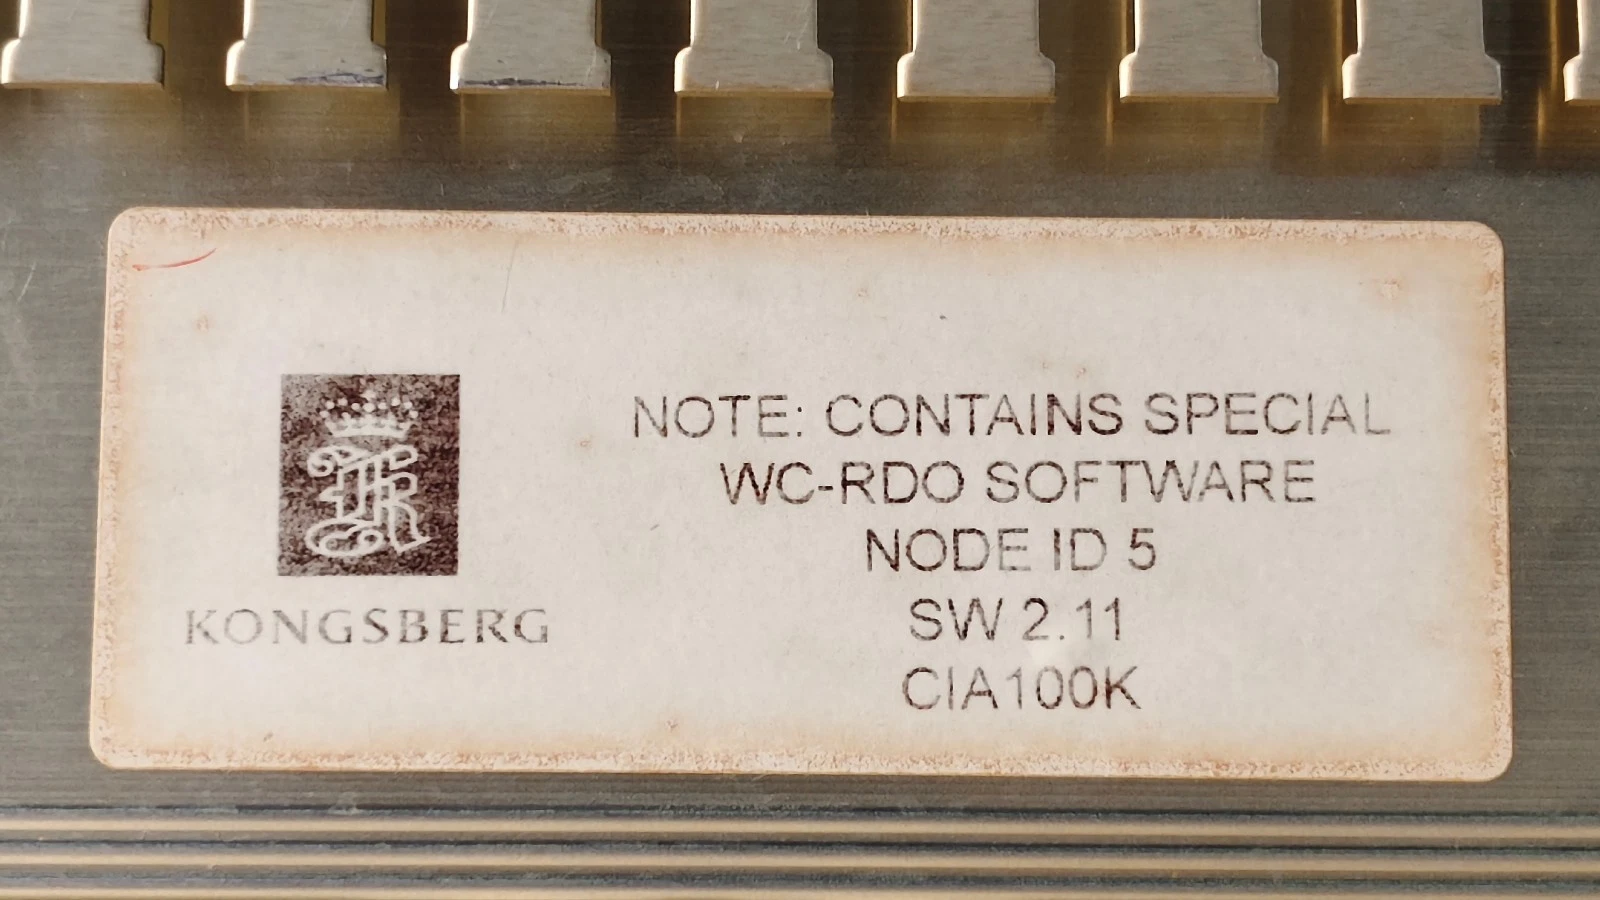 KONGSBERG
NOTE: CONTAINS SPECIAL
WC-RDO SOFTWARE
NODE ID 5
SW 2.11
CIA100K